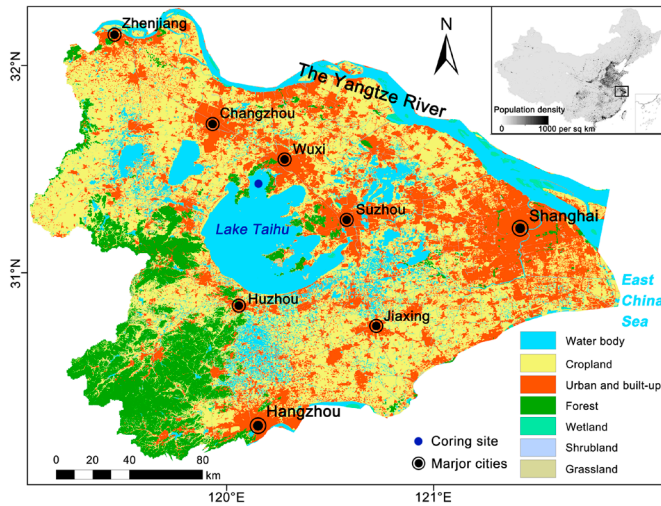 Zhenjiang
N
32°N
The Yangtze River
Population density
0 1000 per sq km
Changzhou
Wuxi
Suzhou
Shanghai
Lake Taihu
31°N
East
China
Sea
Huzhou
Jiaxing
Water body
Cropland
Urban and built-up
Forest
Wetland
Shrubland
Grassland
Hangzhou
Coring site
Marjor cities
0 20 40 60 80
km
120°E
121°E